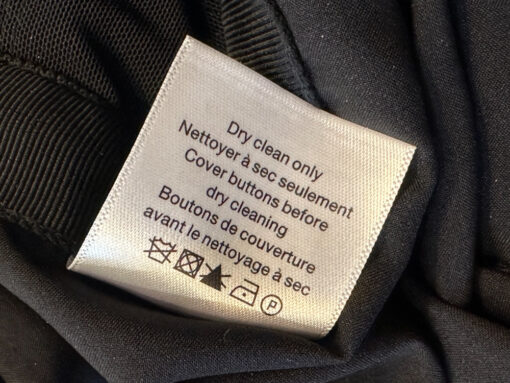 Dry clean only
Nettoyer à sec seulement
Cover buttons before
dry cleaning
Boutons de couverture
avant le nettoyage à sec
P